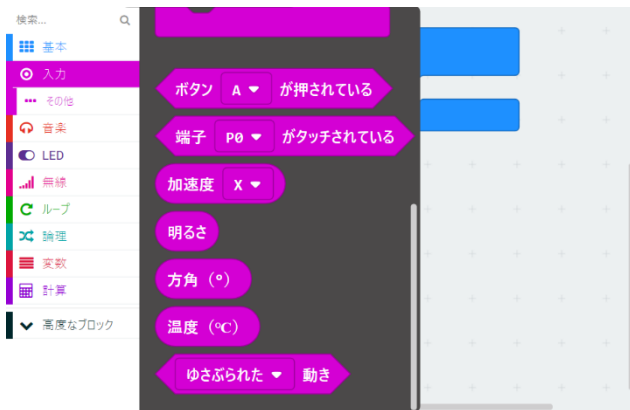 検索...
基本
入力
その他
音楽
LED
無線
ループ
論理
変数
計算
高度なブロック
ボタン A が押されている
端子 P0 がタッチされている
加速度 X
明るさ
方角 (°)
温度 (℃)
ゆさぶられた 動き